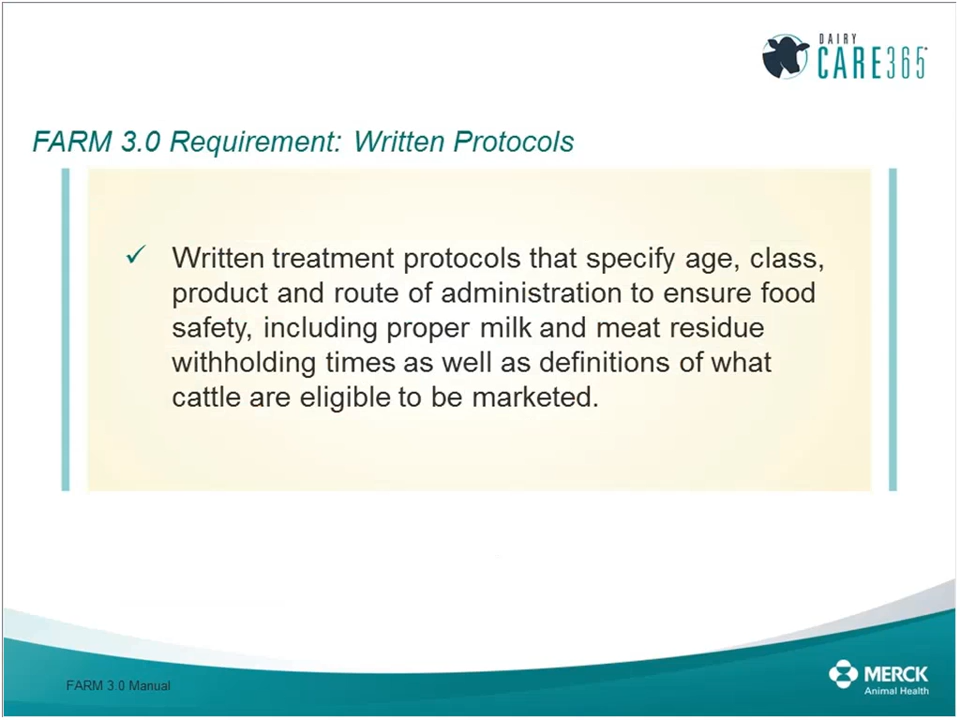 DAIRY
CARE365
FARM 3.0 Requirement: Written Protocols
✓ Written treatment protocols that specify age, class,
product and route of administration to ensure food
safety, including proper milk and meat residue
withholding times as well as definitions of what
cattle are eligible to be marketed.
FARM 3.0 Manual
MERCK
Animal Health